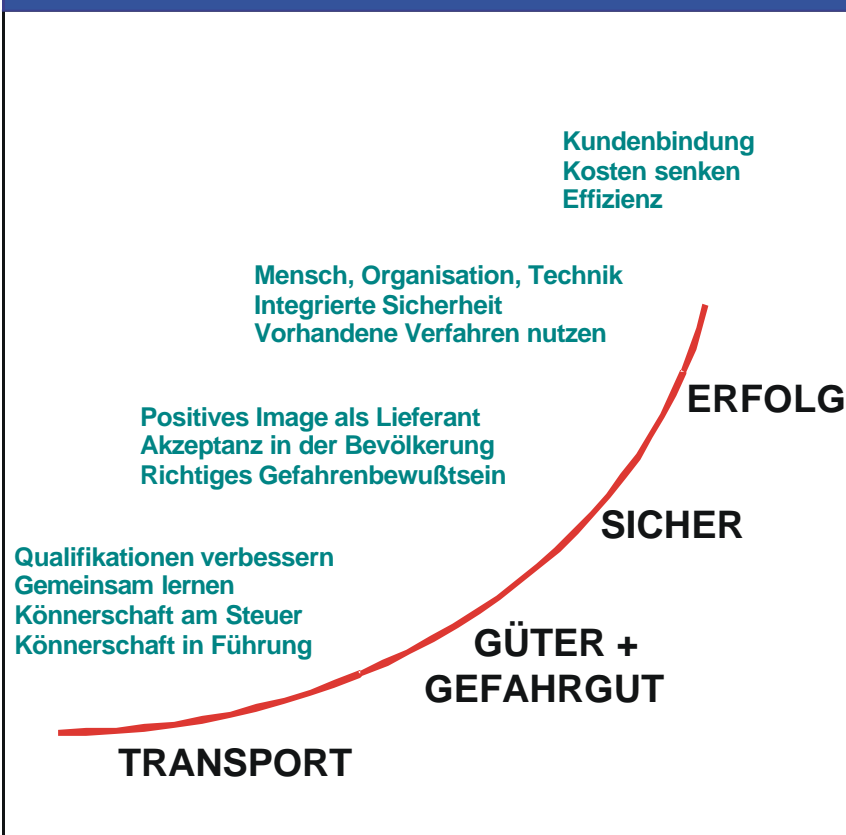 Kundenbindung
Kosten senken
Effizienz
Mensch, Organisation, Technik
Integrierte Sicherheit
Vorhandene Verfahren nutzen
ERFOLG
Positives Image als Lieferant
Akzeptanz in der Bevölkerung
Richtiges Gefahrenbewußtsein
SICHER
Qualifikationen verbessern
Gemeinsam lernen
Könnerschaft am Steuer
Könnerschaft in Führung
GÜTER +
GEFAHRGUT
TRANSPORT